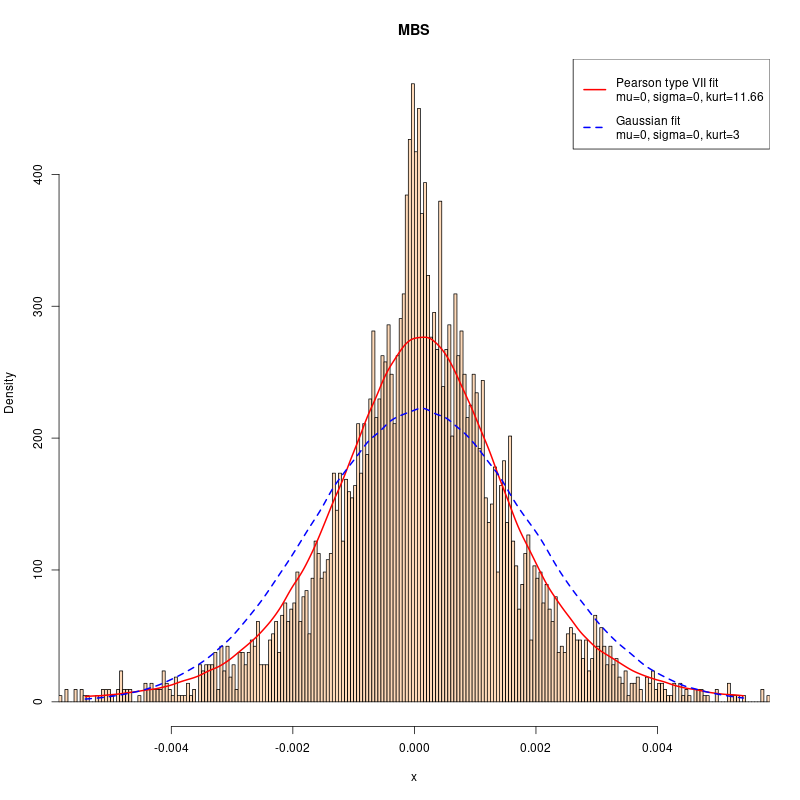 MBS
Pearson type VII fit
mu=0, sigma=0, kurt=11.66
Gaussian fit
mu=0, sigma=0, kurt=3
Density
400
300
200
100
0
-0.004 -0.002 0.000 0.002 0.004
x